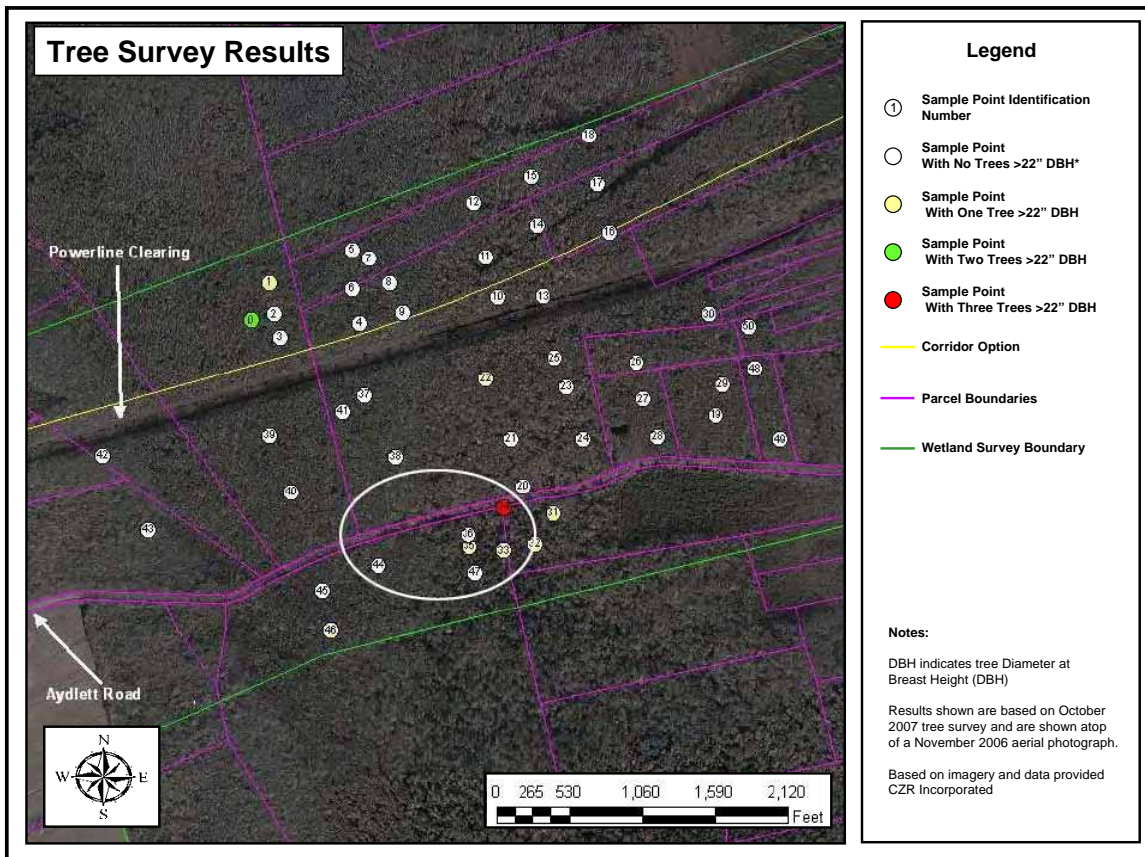 Tree Survey Results
18
15
17
12
14
16
5
7
11
Powerline Clearing
1
8
6
10
13
2
9
0
4
3
30
50
25
26
48
22
23
29
37
27
41
19
39
21
24
28
49
38
42
20
40
31
43
36
32
35
33
44
47
45
46
Aydlett Road
N
W E
S
0 265 530 1,060 1,590 2,120
Feet
Legend
1
Sample Point Identification
Number
Sample Point
With No Trees >22" DBH*
Sample Point
With One Tree >22" DBH
Sample Point
With Two Trees >22" DBH
Sample Point
With Three Trees >22" DBH
Corridor Option
Parcel Boundaries
Wetland Survey Boundary
Notes:
DBH indicates tree Diameter at
Breast Height (DBH)
Results shown are based on October
2007 tree survey and are shown atop
of a November 2006 aerial photograph.
Based on imagery and data provided
CZR Incorporated